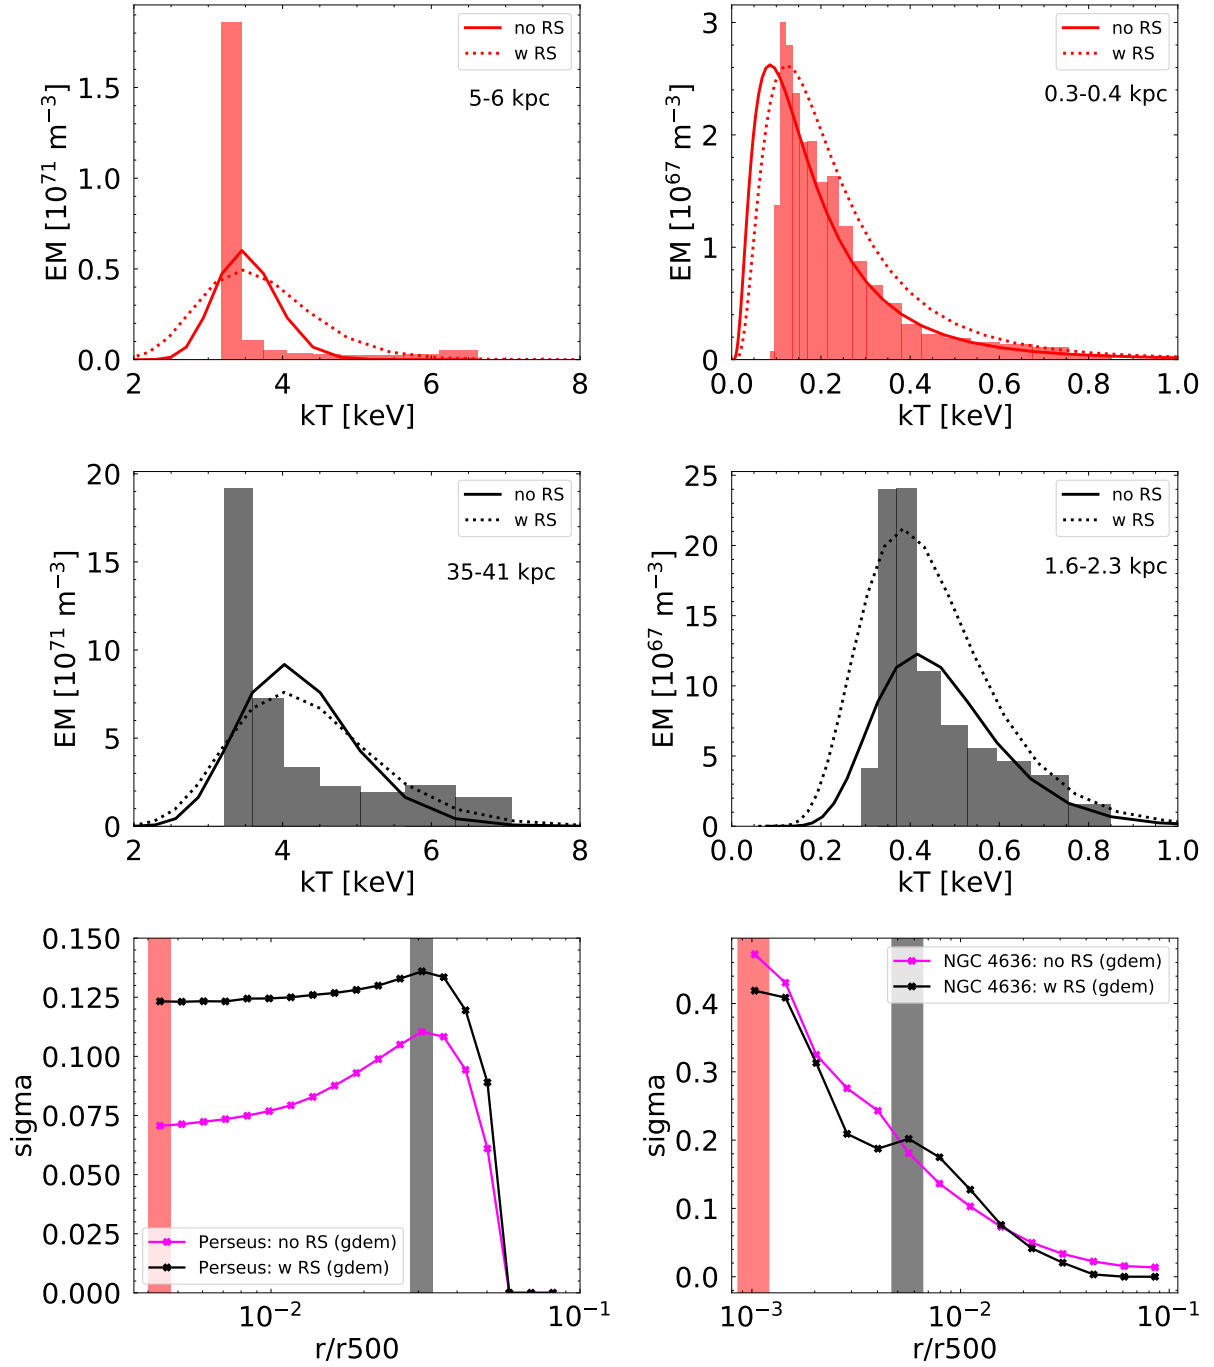 no RS
w RS
5-6 kpc
EM [10^71 m^−3]
0.0
0.5
1.0
1.5
2
4
6
8
kT [keV]
no RS
w RS
0.3-0.4 kpc
EM [10^67 m^−3]
0
1
2
3
0.0
0.2
0.4
0.6
0.8
1.0
kT [keV]
no RS
w RS
35-41 kpc
EM [10^71 m^−3]
0
5
10
15
20
2
4
6
8
kT [keV]
no RS
w RS
1.6-2.3 kpc
EM [10^67 m^−3]
0
5
10
15
20
25
0.0
0.2
0.4
0.6
0.8
1.0
kT [keV]
sigma
0.000
0.025
0.050
0.075
0.100
0.125
0.150
Perseus: no RS (gdem)
Perseus: w RS (gdem)
10^−2
10^−1
r/r500
sigma
0.0
0.1
0.2
0.3
0.4
NGC 4636: no RS (gdem)
NGC 4636: w RS (gdem)
10^−3
10^−2
10^−1
r/r500